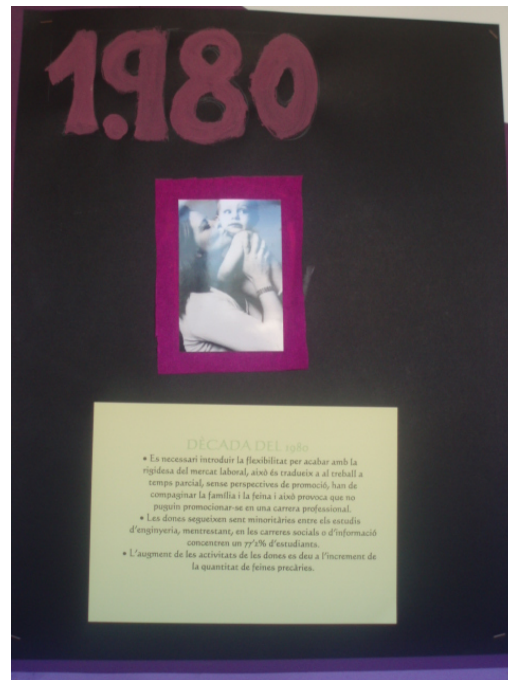 1.980
DÈCADA DEL 1980
• Es necessari introduir la flexibilitat per acabar amb la
rigidesa del mercat laboral, això és tradueix a al treball a
temps parcial, sense perspectives de promoció, han de
compaginar la família i la feina i això provoca que no
puguin promocionar-se en una carrera professional.
• Les dones segueixen sent minoritàries entre els estudis
d'enginyeria, mentrestant, en les carreres socials o d'informació
concentren un 77'2% d'estudiants.
• L'augment de les activitats de les dones es deu a l'increment de
la quantitat de feines precàries.